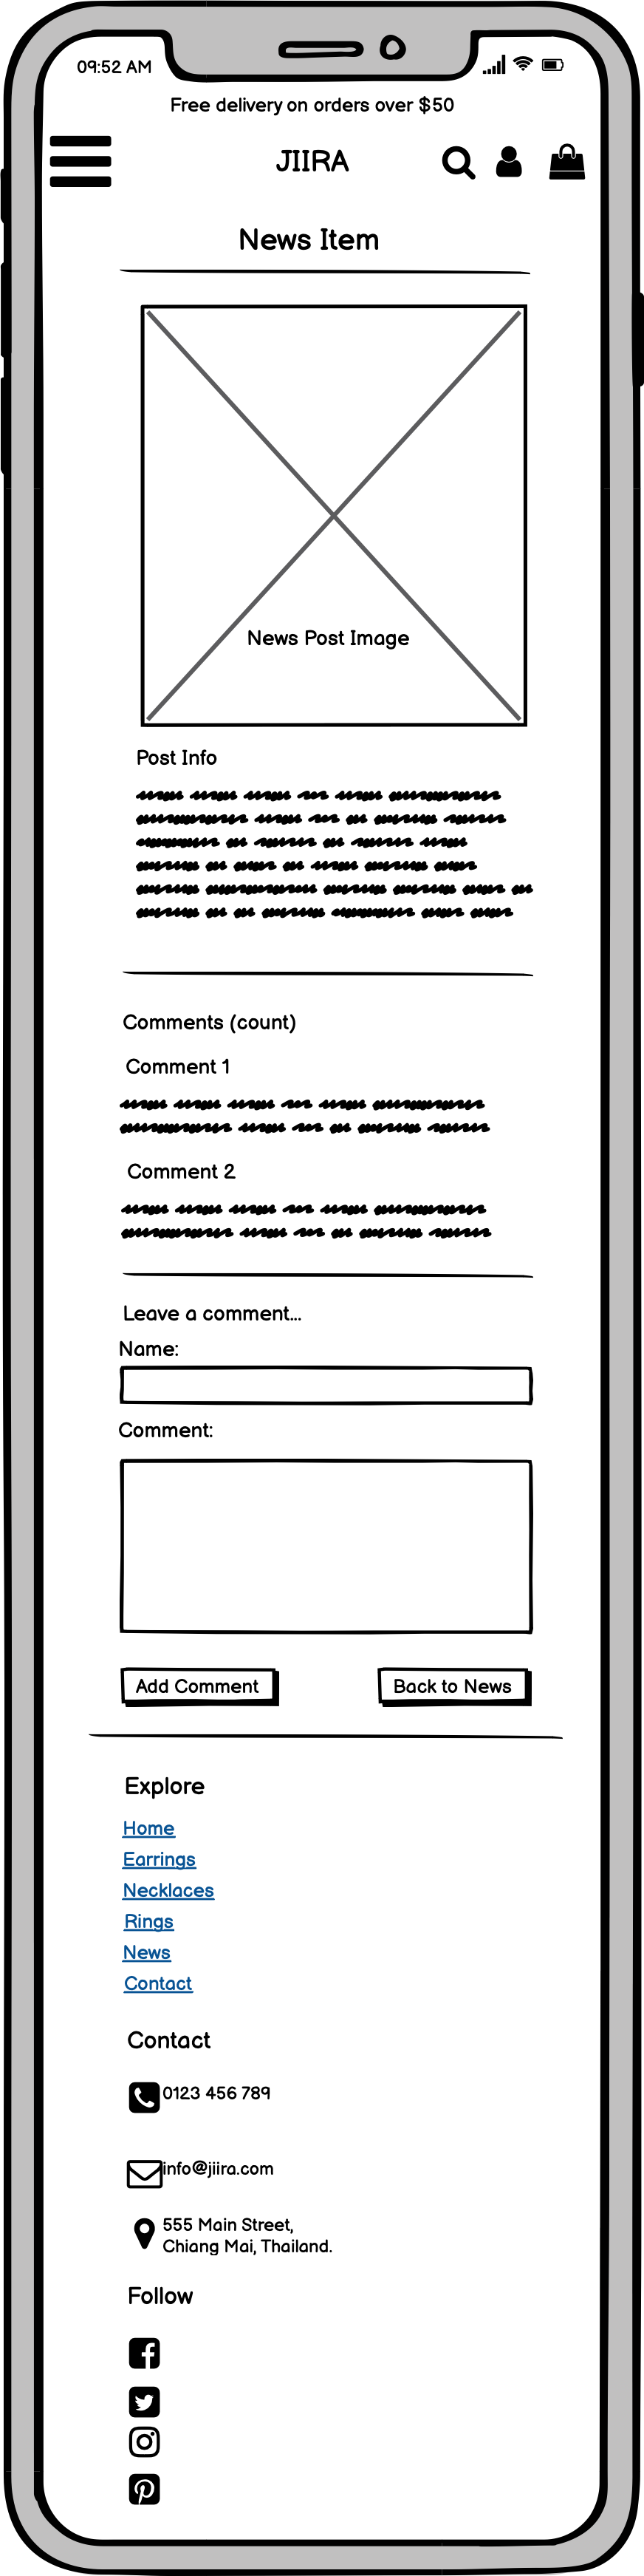 09:52 AM
Free delivery on orders over $50
JIIRA
News Item
News Post Image
Post Info
Comments (count)
Comment 1
Comment 2
Leave a comment...
Name:
Comment:
Add Comment
Back to News
Explore
Home
Earrings
Necklaces
Rings
News
Contact
Contact
0123 456 789
info@jiira.com
555 Main Street,
Chiang Mai, Thailand.
Follow